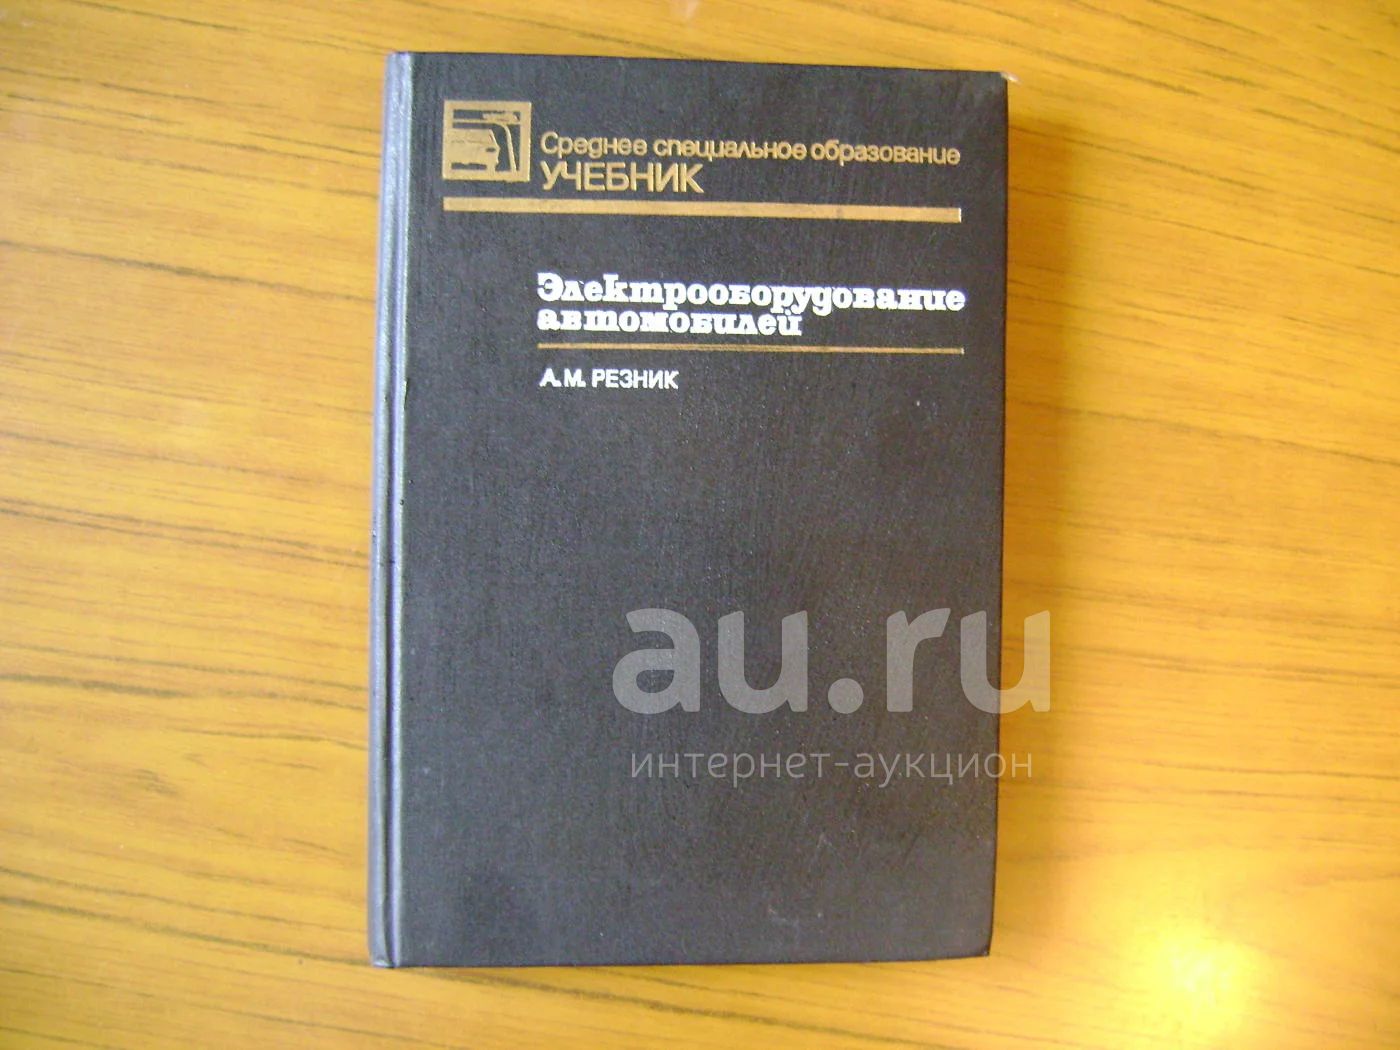 Среднее специальное образование
УЧЕБНИК
Электрооборудование
автомобилей
А.М. РЕЗНИК
au.ru
интернет-аукцион